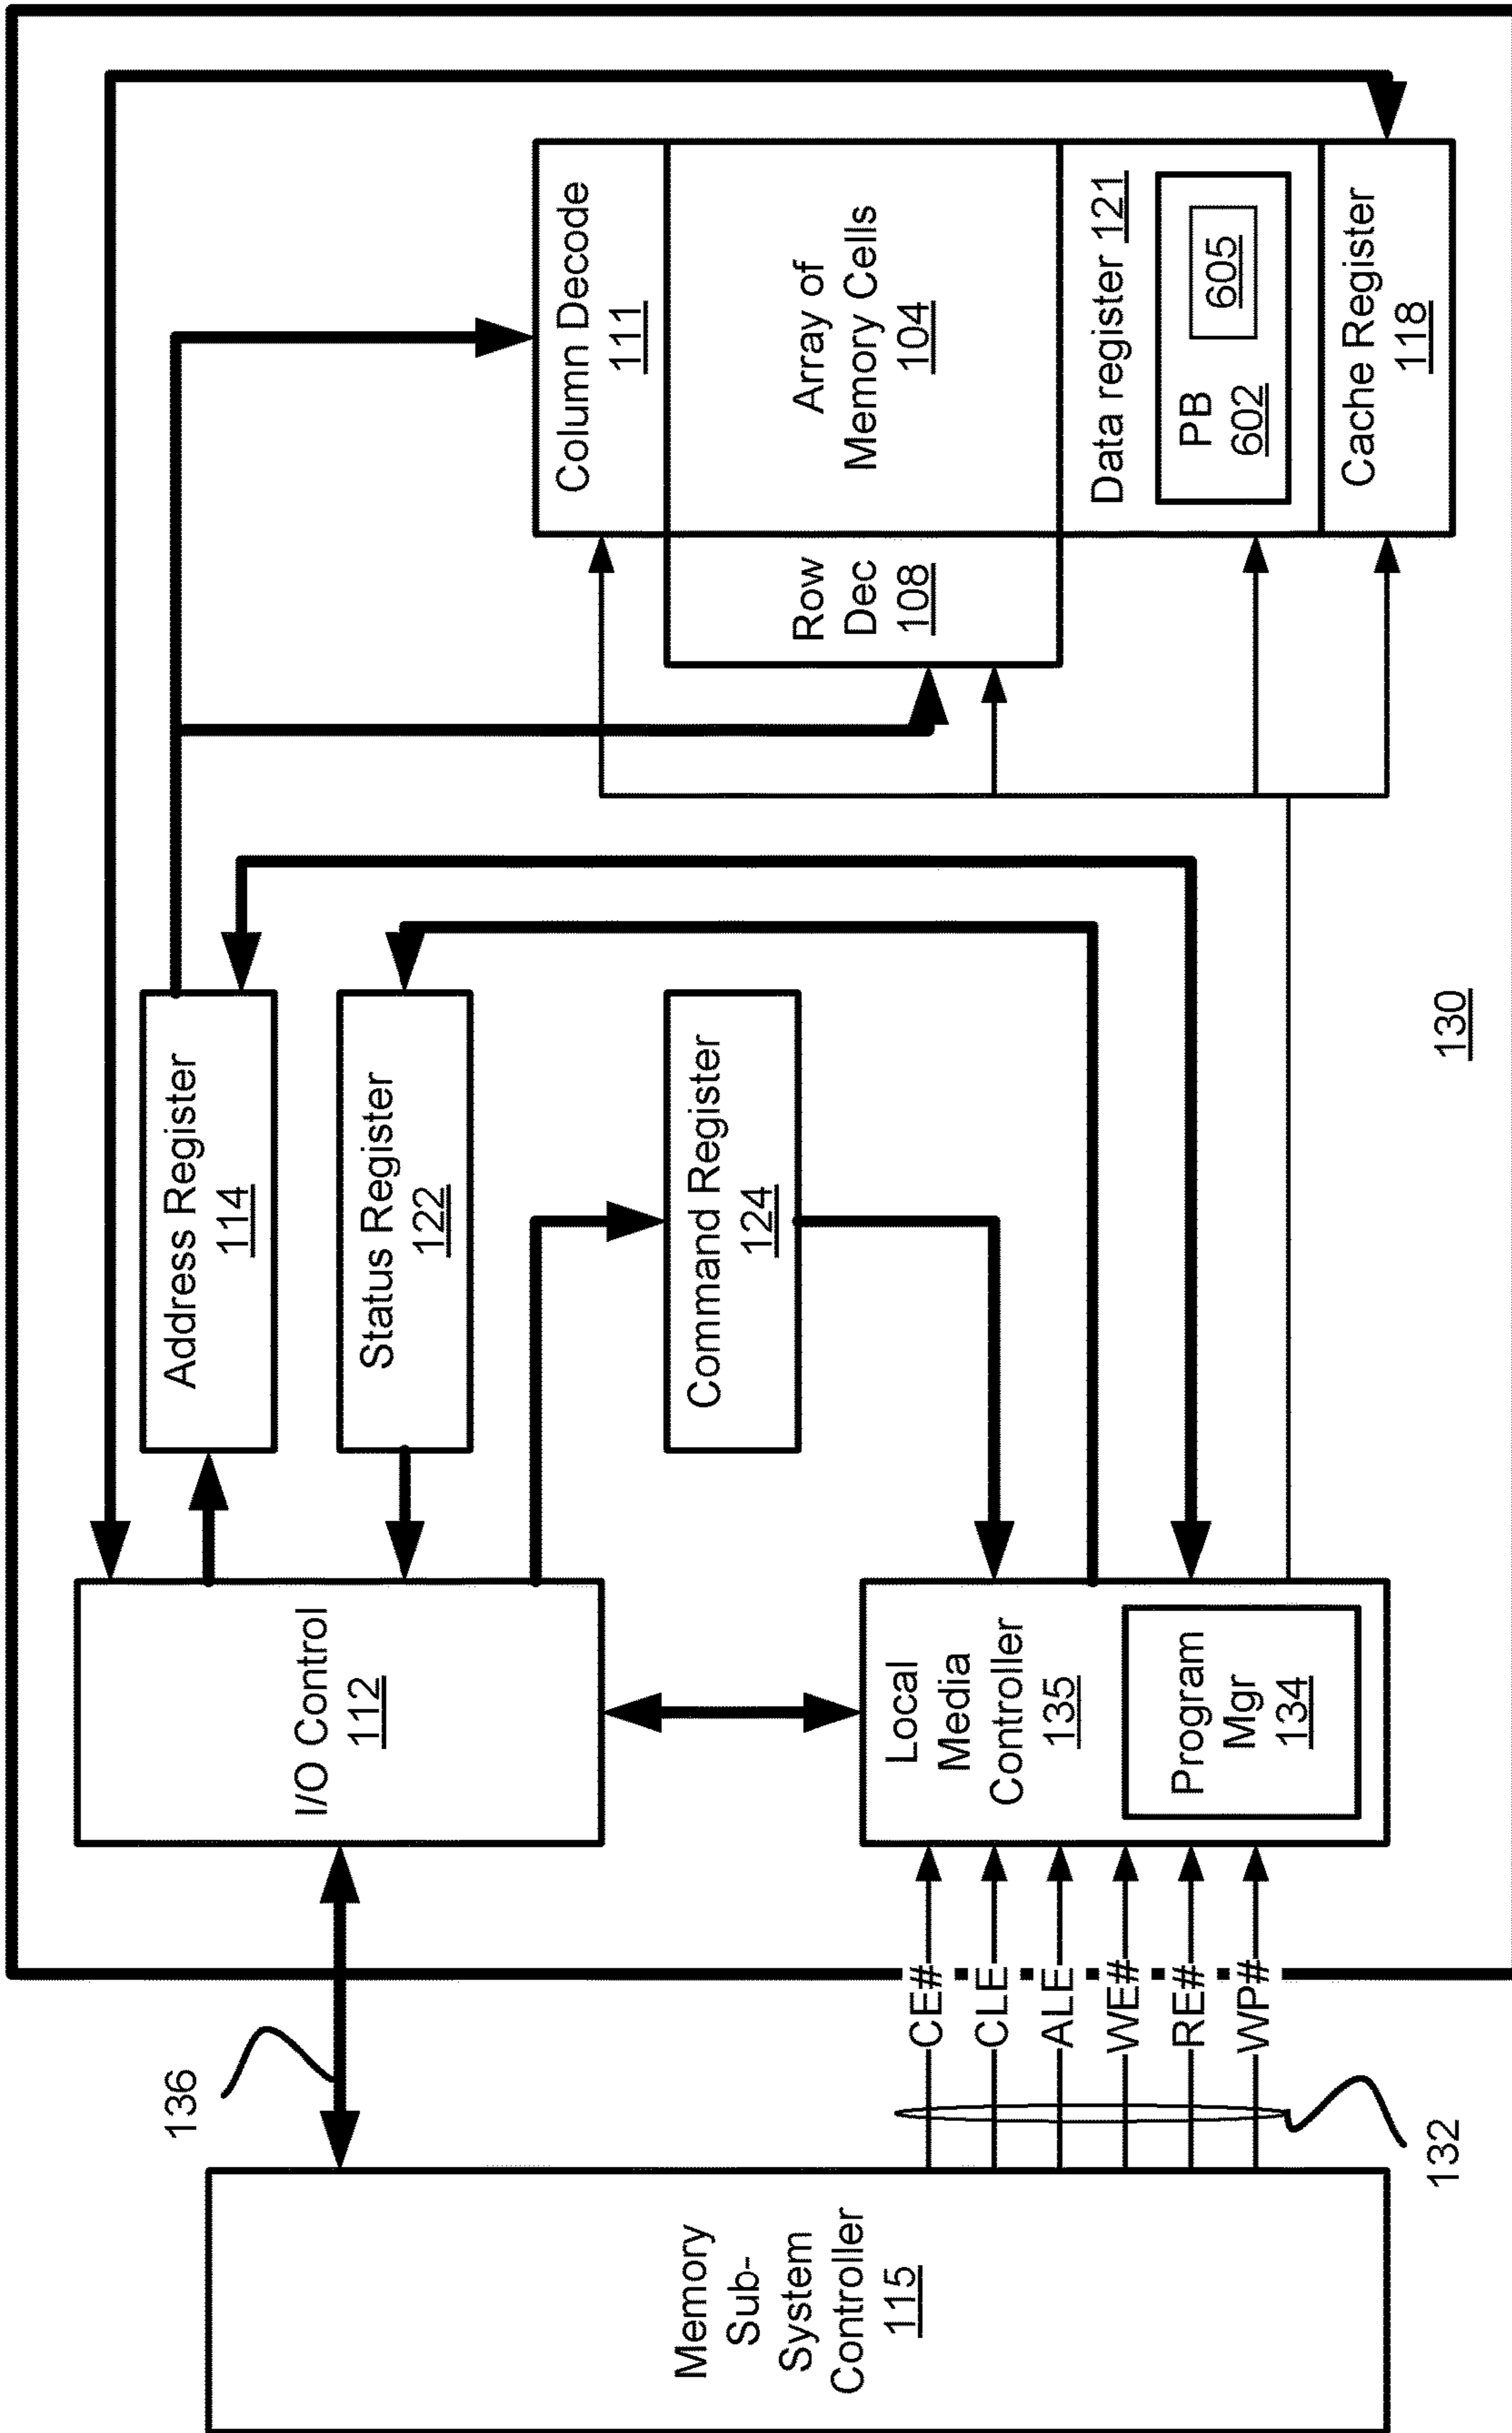 Memory
Sub-
System
Controller
115
136
132
CE#
CLE
ALE
WE#
RE#
WP#
I/O Control
112
Local
Media
Controller
135
Program
Mgr
134
Address Register
114
Status Register
122
Command Register
124
130
Row
Dec
108
Column Decode
111
Array of
Memory Cells
104
Data register 121
PB
602
605
Cache Register
118